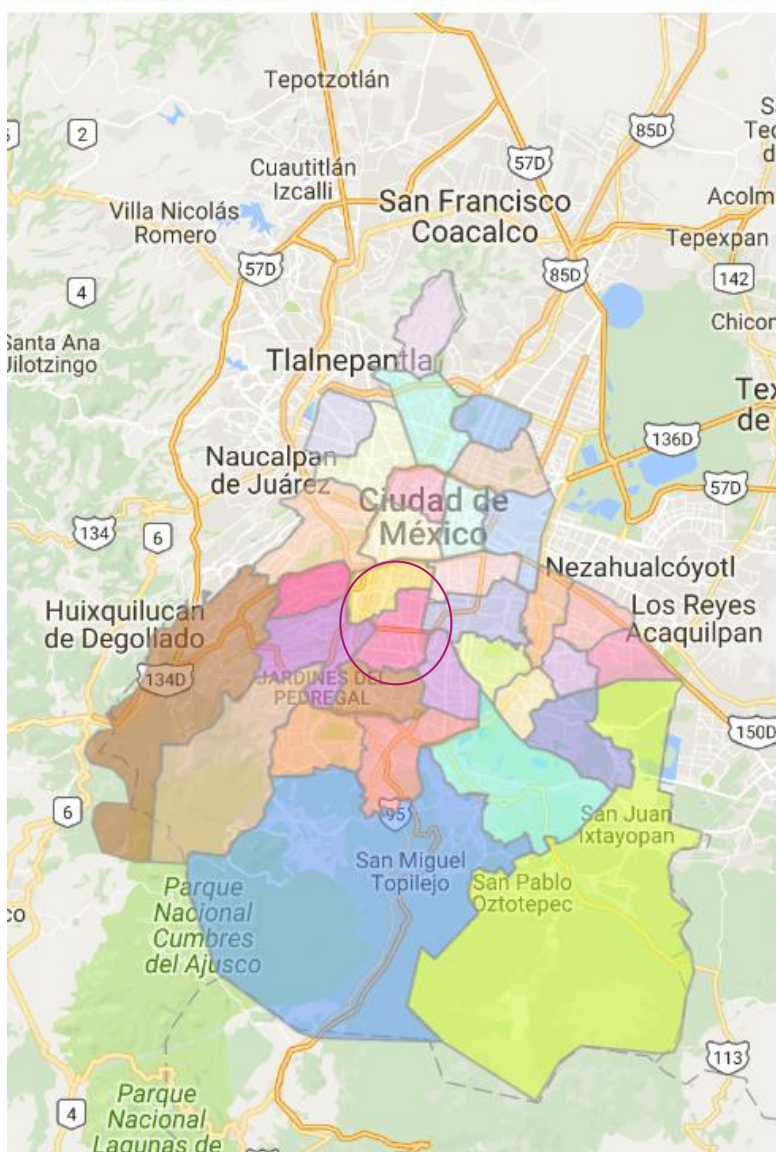 Tepotzotlán
2
85D
57D
Cuautitlán
Izcalli
San Francisco
Coacalco
Villa Nicolás
Romero
Acolm
Tepexpan
57D
85D
142
4
Chicon
Santa Ana
Jilotzingo
Tlalnepantla
Tex
de
136D
Naucalpan
de Juárez
57D
Ciudad de
México
134
6
Nezahualcóyotl
Huixquilucan
de Degollado
Los Reyes
Acaquilpan
134D
JARDINES DEL
PEDREGAL
150D
6
95
San Juan
Ixtayopan
San Miguel
Topilejo
San Pablo
Oztotepec
Parque
Nacional
Cumbres
del Ajusco
co
113
4
Parque
Nacional
Lagunas de